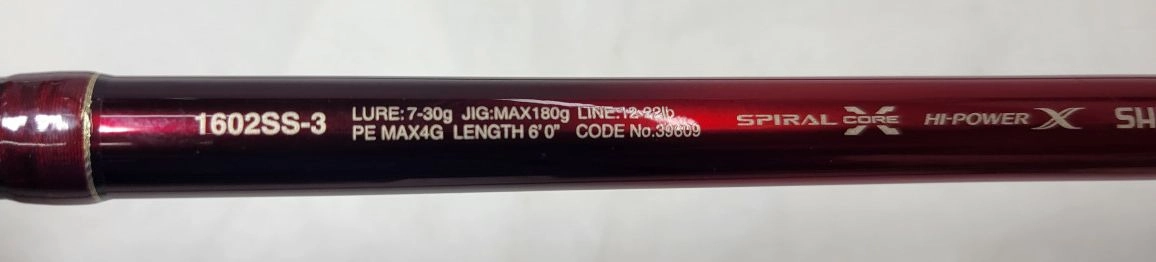 1602SS-3
LURE: 7-30g JIG:MAX180g LINE:12-22lb
PE MAX4G LENGTH 6'0" CODE No.39609
SPIRAL X CORE
HI-POWER X
SH